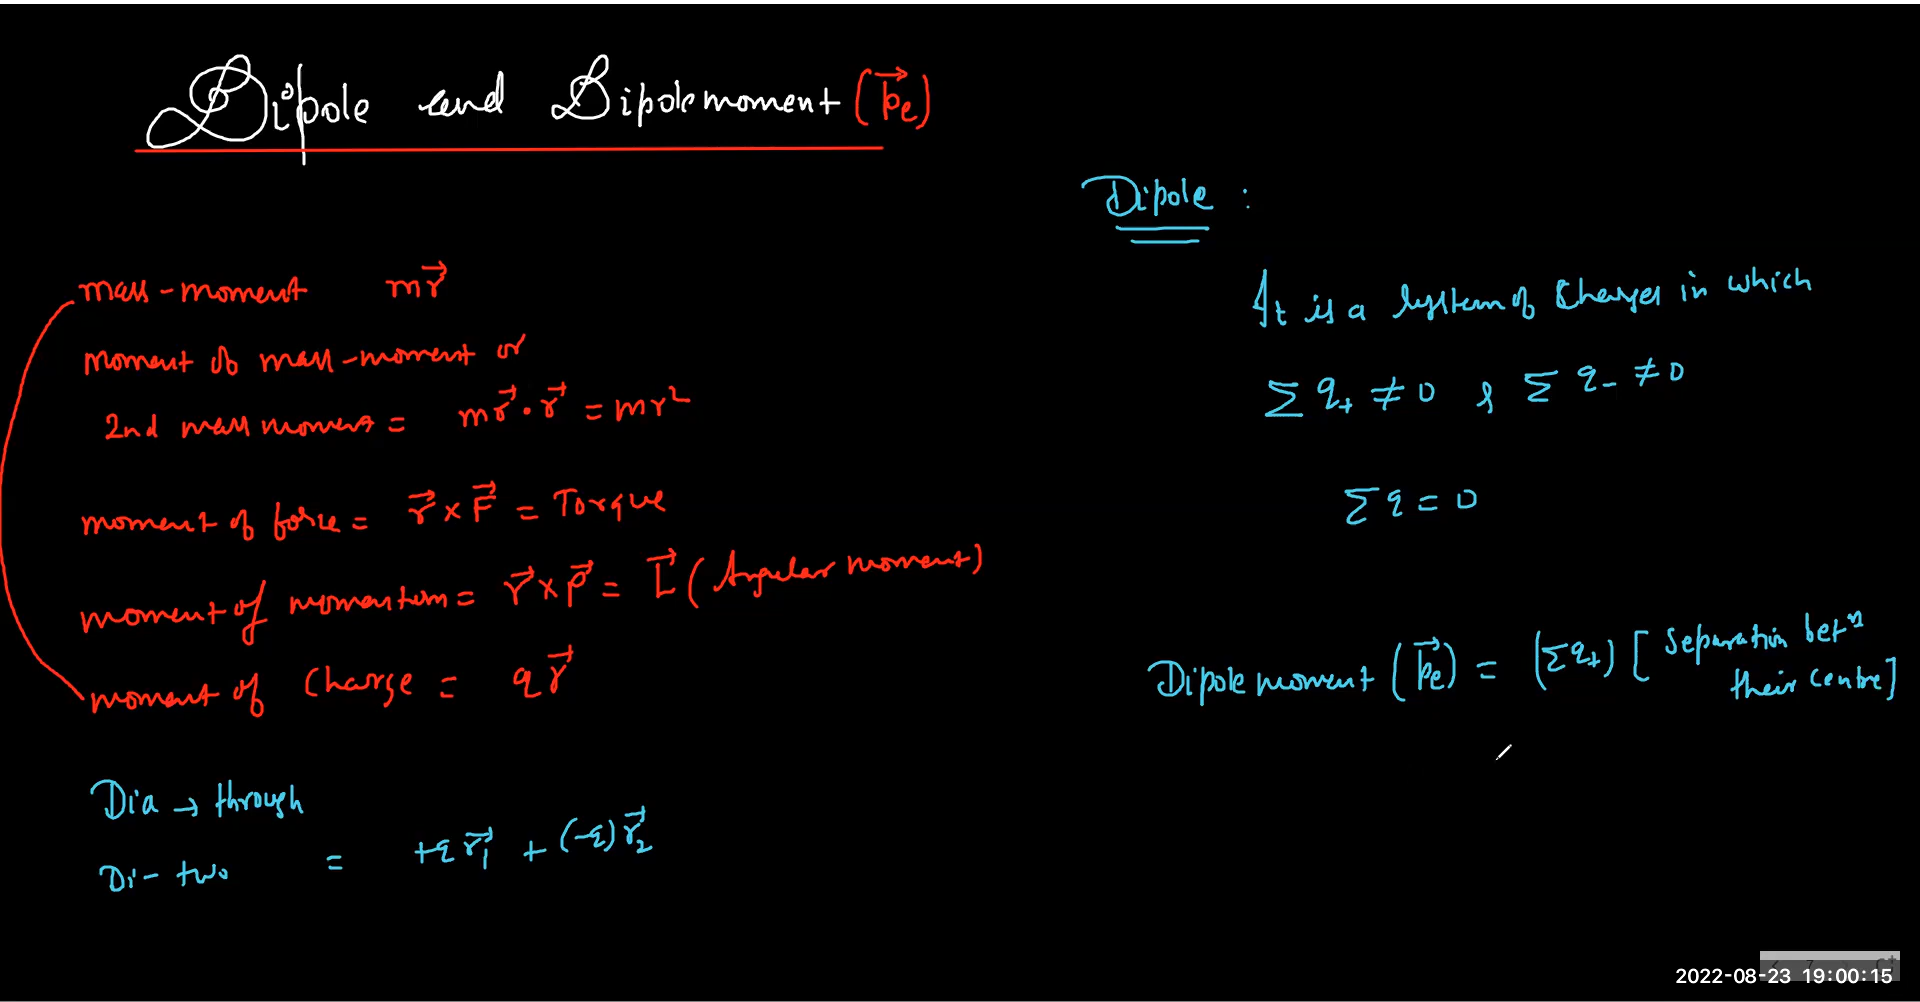 Dipole and Dipole moment (p⃗e)
mass-moment m r⃗
moment of mass-moment or
2nd mass moment = m r⃗ · r⃗ = mr²
moment of force = r⃗ × F⃗ = Torque
moment of momentum = r⃗ × P⃗ = L⃗ (Angular moment)
moment of Charge = q r⃗
Dia → through
Di - two = +q r⃗₁ + (-q) r⃗₂
Dipole :
It is a system of Charges in which
Σ q₊ ≠ 0 & Σ q₋ ≠ 0
Σ q = 0
Dipole moment (p⃗e) = (Σq₊) [ Separation betⁿ
their centre ]
2022-08-23 19:00:15